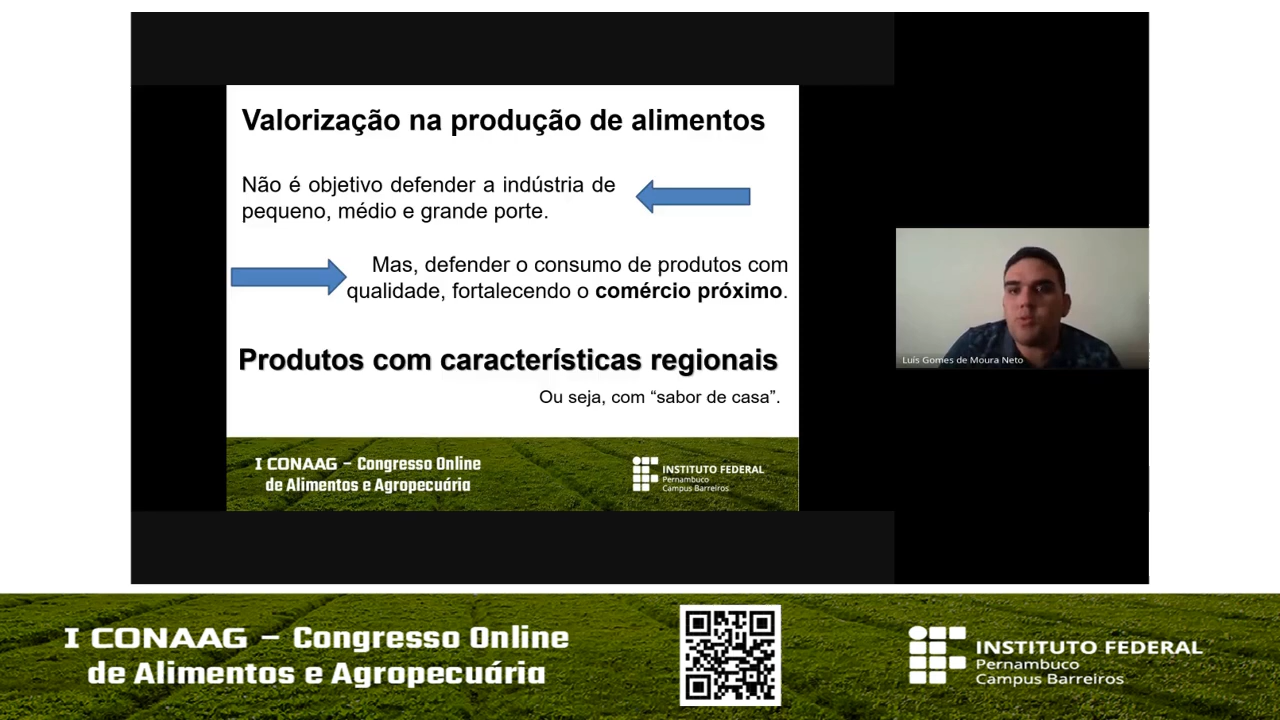 Valorização na produção de alimentos
Não é objetivo defender a indústria de
pequeno, médio e grande porte.
Mas, defender o consumo de produtos com
qualidade, fortalecendo o comércio próximo.
Produtos com características regionais
Ou seja, com “sabor de casa”.
I CONAAG – Congresso Online
de Alimentos e Agropecuária
INSTITUTO FEDERAL
Pernambuco
Campus Barreiros
Luís Gomes de Moura Neto
I CONAAG – Congresso Online
de Alimentos e Agropecuária
INSTITUTO FEDERAL
Pernambuco
Campus Barreiros